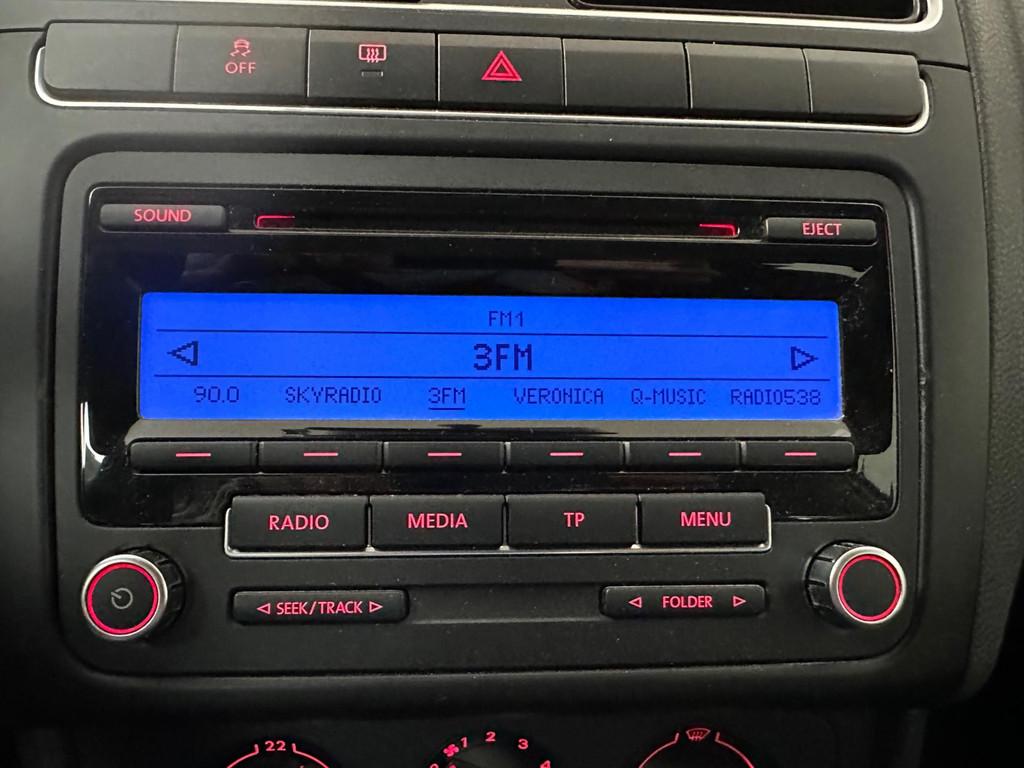 OFF
SOUND
EJECT
FM1
3FM
90.0 SKYRADIO 3FM VERONICA Q-MUSIC RADIO538
RADIO MEDIA TP MENU
SEEK/TRACK FOLDER
22 1 2 3 4